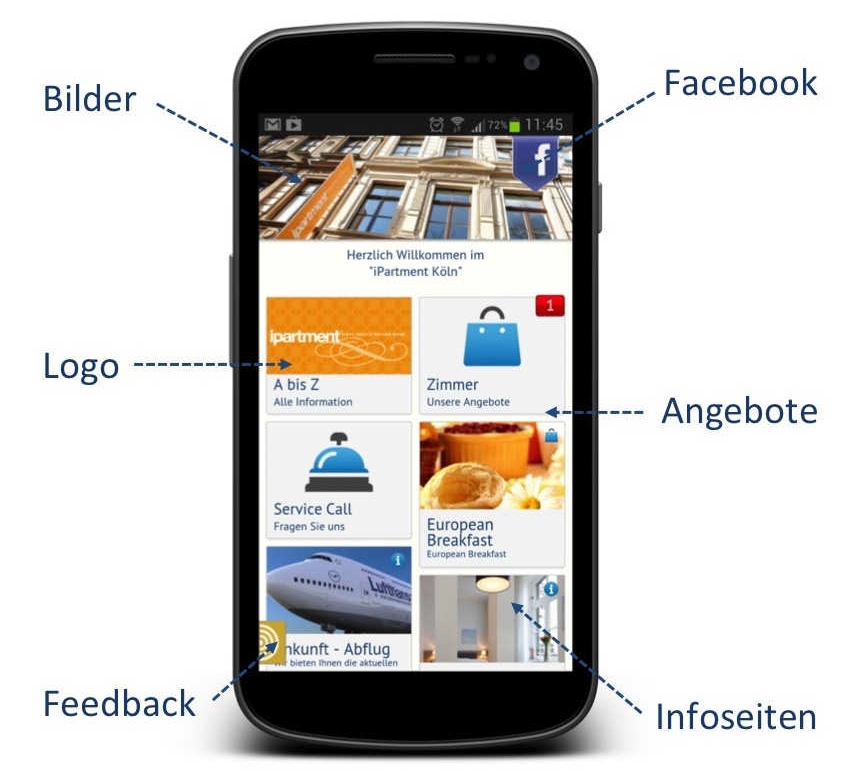 Bilder
Facebook
72% 11:45
f
ipartment
Herzlich Willkommen im
"iPartment Köln"
1
ipartment
A bis Z
Alle Information
Zimmer
Unsere Angebote
Logo
Angebote
Service Call
Fragen Sie uns
European
Breakfast
European Breakfast
i
Lufthansa
i
nkunft - Abflug
bieten Ihnen die aktuellen
Feedback
Infoseiten